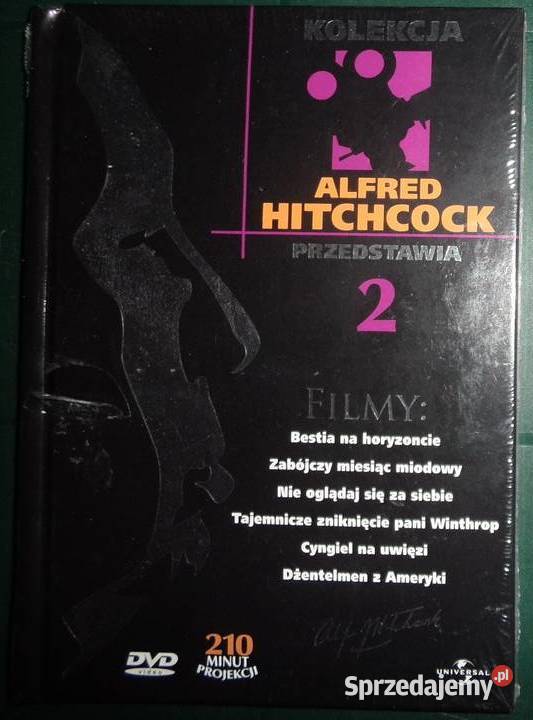 KOLEKCJA
ALFRED
HITCHCOCK
PRZEDSTAWIA
2
FILMY:
Bestia na horyzoncie
Zabójczy miesiąc miodowy
Nie oglądaj się za siebie
Tajemnicze zniknięcie pani Winthrop
Cyngiel na uwięzi
Dżentelmen z Ameryki
DVD
VIDEO
210
MINUT
PROJEKCJI
UNIVERSAL
Sprzedajemy.pl